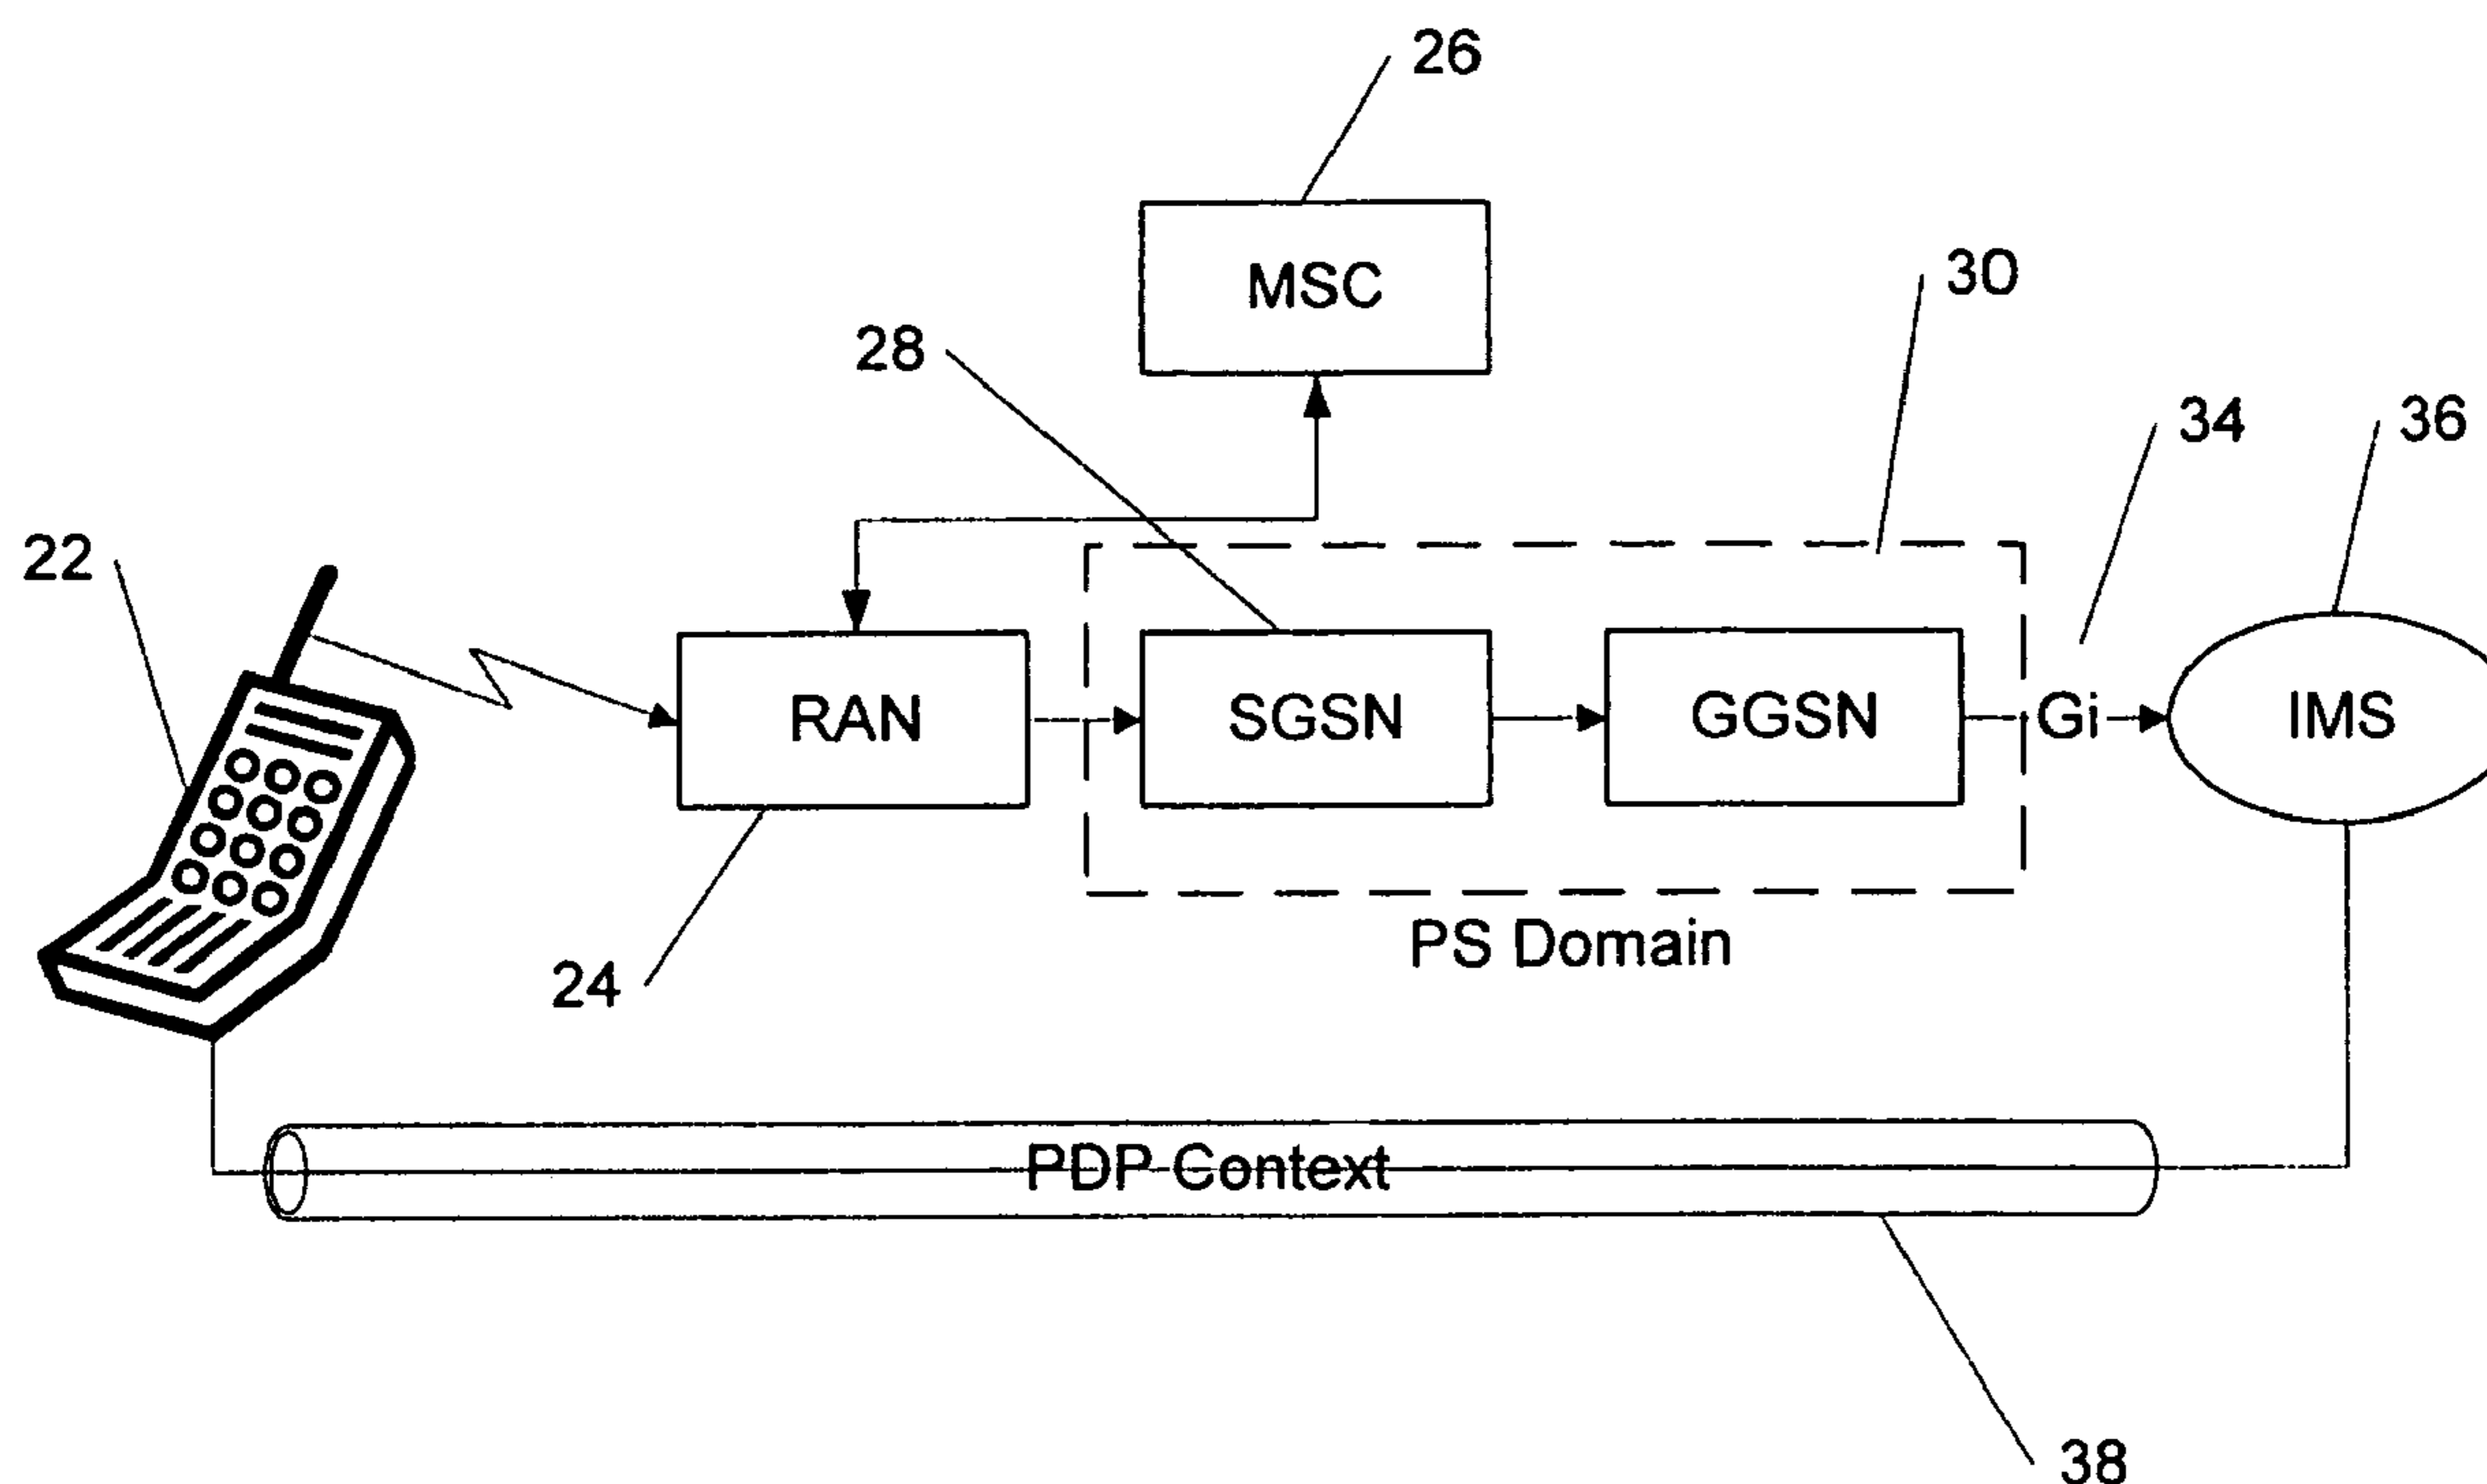 26
MSC
30
28
34
36
22
RAN
SGSN
GGSN
Gi
IMS
PS Domain
24
PDP Context
38